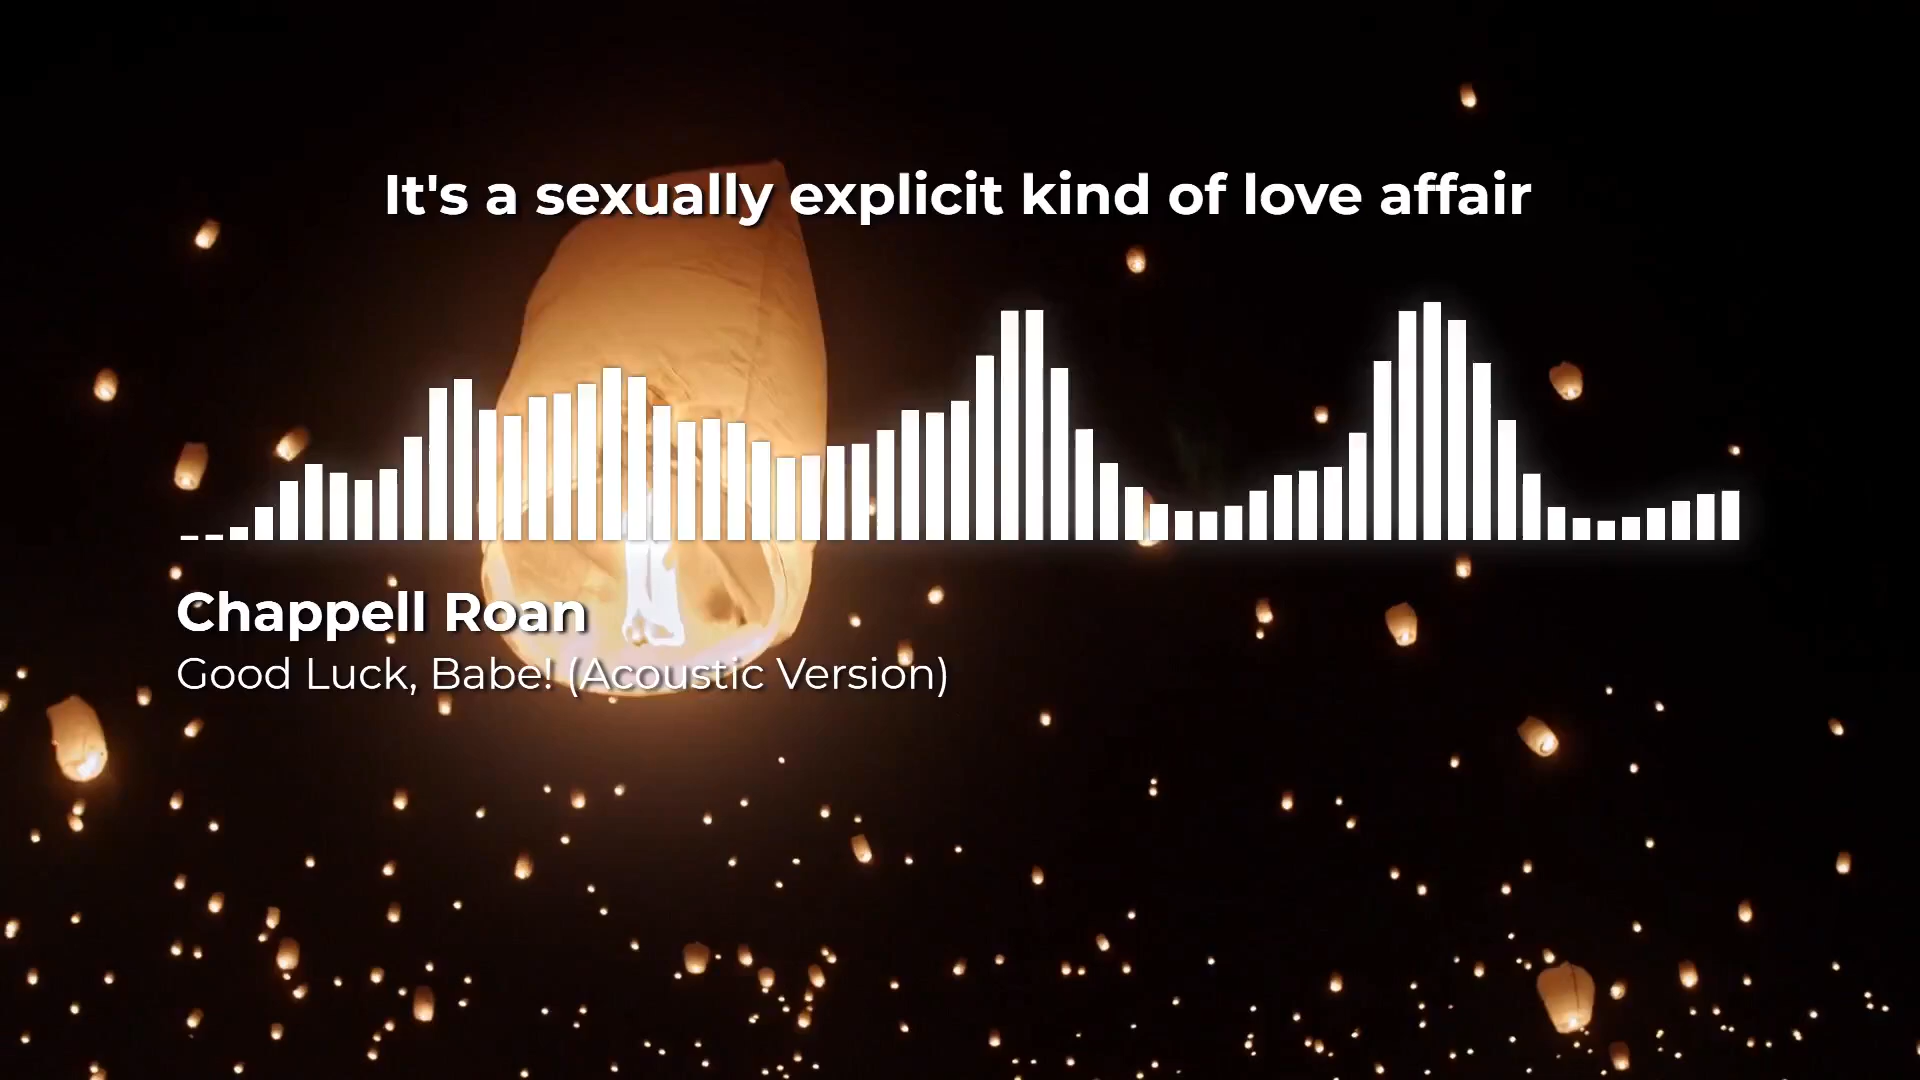 It's a sexually explicit kind of love affair
Chappell Roan
Good Luck, Babe! (Acoustic Version)